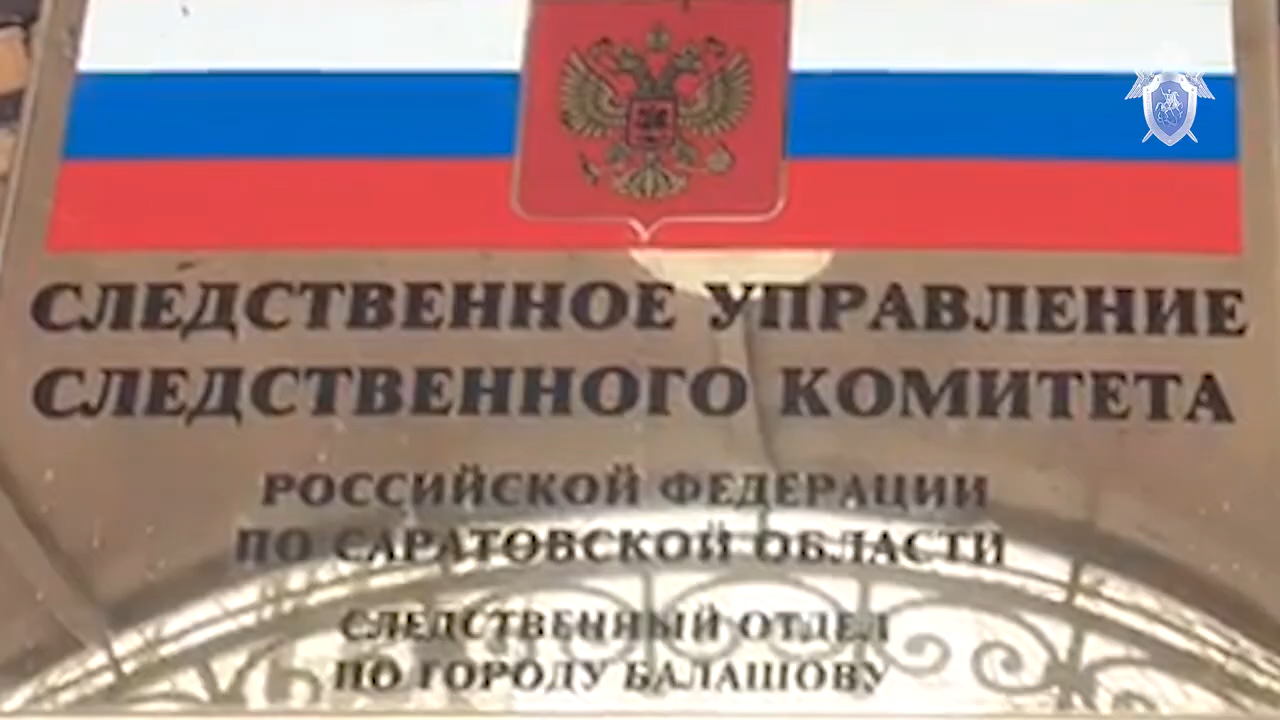 СЛЕДСТВЕННОЕ УПРАВЛЕНИЕ
СЛЕДСТВЕННОГО КОМИТЕТА
РОССИЙСКОЙ ФЕДЕРАЦИИ
ПО САРАТОВСКОЙ ОБЛАСТИ
СЛЕДСТВЕННЫЙ ОТДЕЛ
ПО ГОРОДУ БАЛАШОВУ